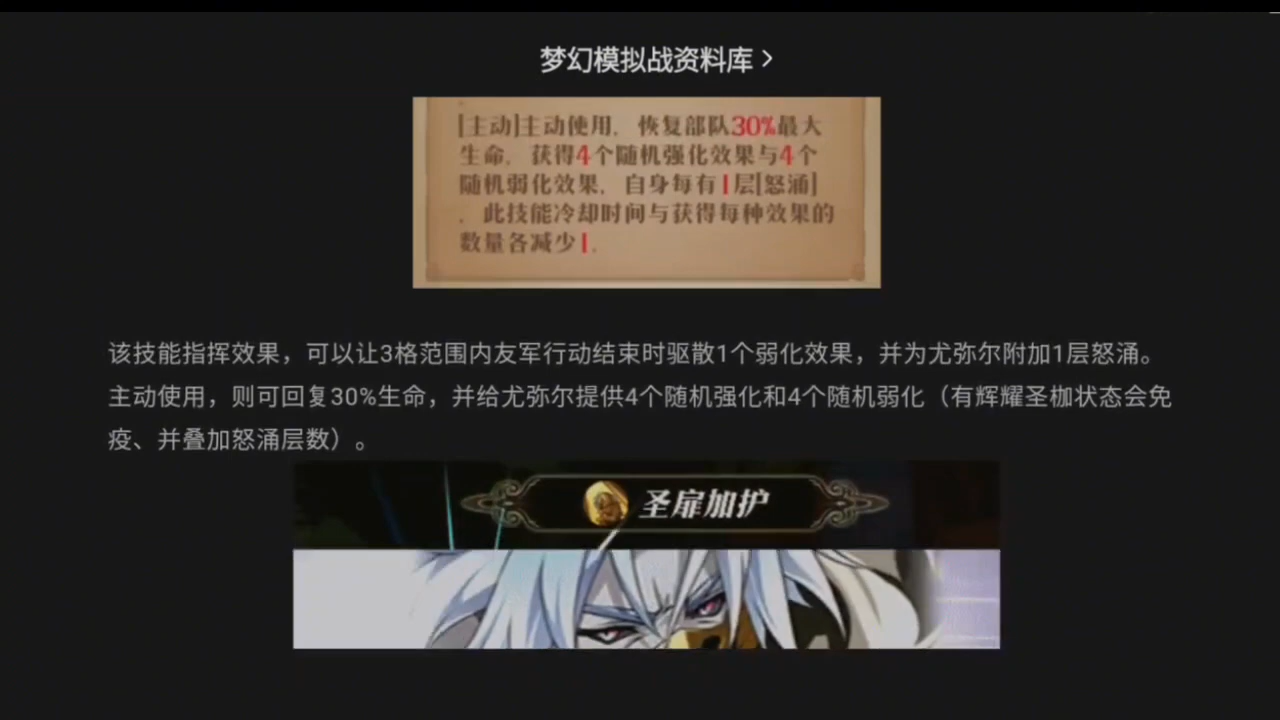 梦幻模拟战资料库
[主动]主动使用，恢复部队30%最大
生命，获得4个随机强化效果与4个
随机弱化效果，自身每有1层[怒涌]
，此技能冷却时间与获得每种效果的
数量各减少1。
该技能指挥效果，可以让3格范围内友军行动结束时驱散1个弱化效果，并为尤弥尔附加1层怒涌。
主动使用，则可回复30%生命，并给尤弥尔提供4个随机强化和4个随机弱化（有辉耀圣枷状态会免
疫、并叠加怒涌层数）。
圣扉加护